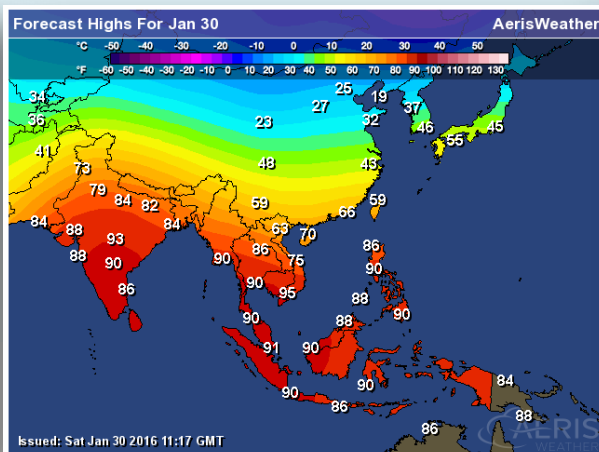 Forecast Highs For Jan 30 AerisWeather
°C -50 -50 -40 -30 -20 -10 0 10 20 30 40 50
°F -60 -50 -40 -30 -20 -10 0 10 20 30 40 50 60 70 80 90 100 110 120 130
25
34 27 19 37
36 23 32 46 45
41 55
48 43
73
79 59 59
84 82 66
84 88 84 63 70
93 86 86
88 90 90 75 90
86 90 95 88
90 88 90
91 90
90 90 84
86 88
86
AERIS
WEATHER
Issued: Sat Jan 30 2016 11:17 GMT